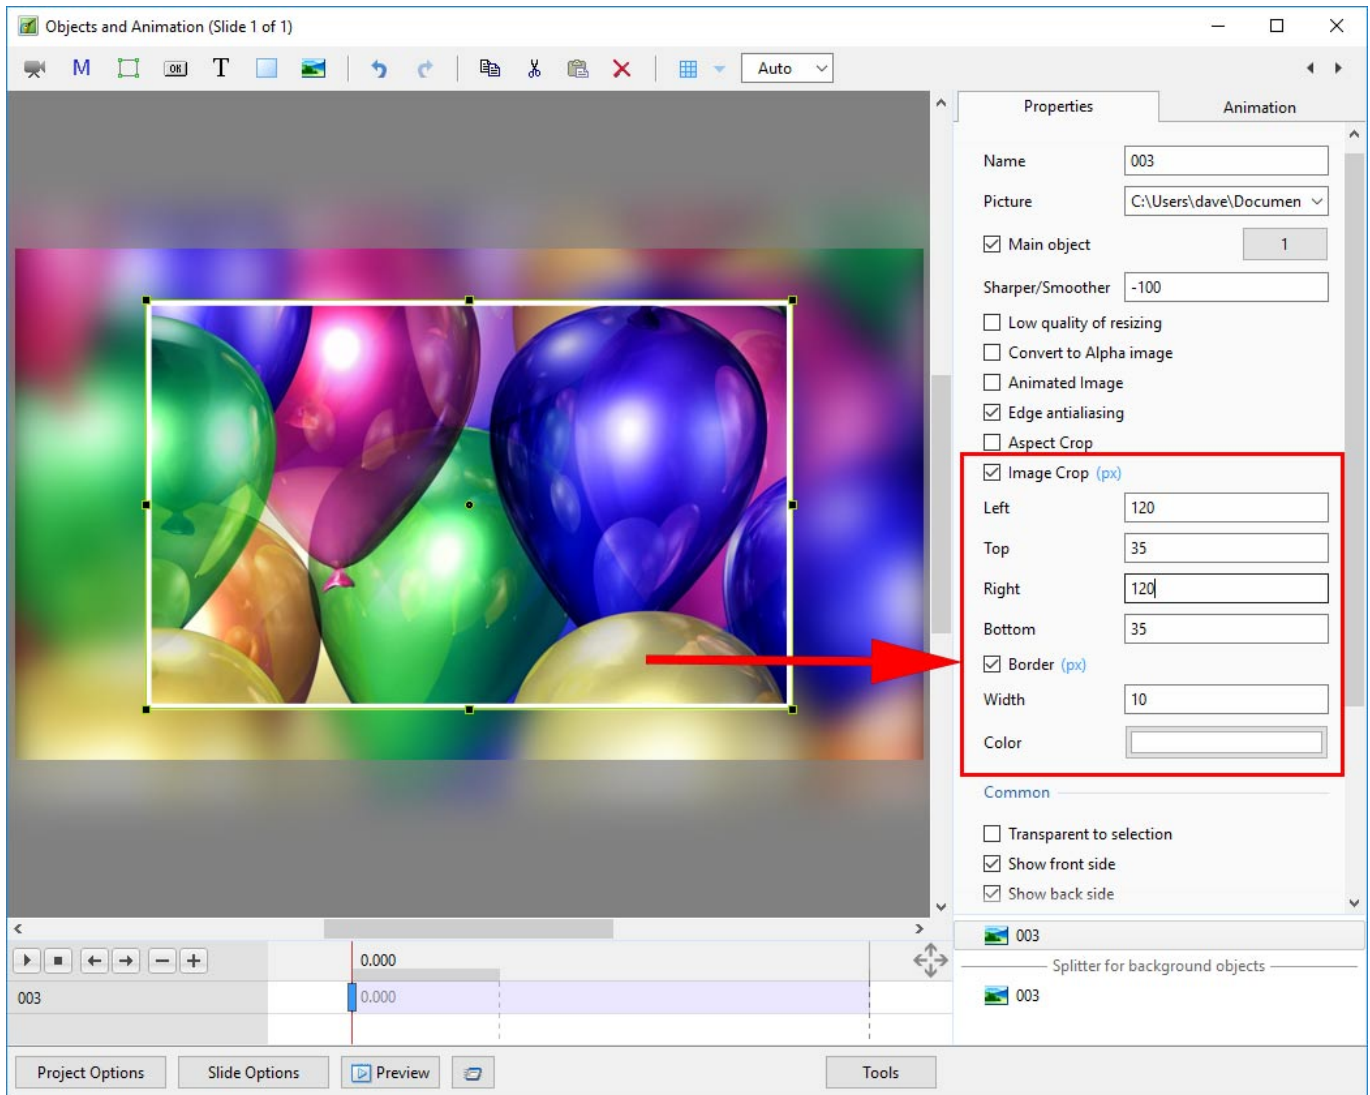 Objects and Animation (Slide 1 of 1)
M OK T Auto
Properties Animation
Name 003
Picture C:\Users\dave\Documen
Main object 1
Sharper/Smoother -100
Low quality of resizing
Convert to Alpha image
Animated Image
Edge antialiasing
Aspect Crop
Image Crop (px)
Left 120
Top 35
Right 120
Bottom 35
Border (px)
Width 10
Color
Common
Transparent to selection
Show front side
Show back side
003
Splitter for background objects
003
0.000
003 0.000
Project Options Slide Options Preview Tools